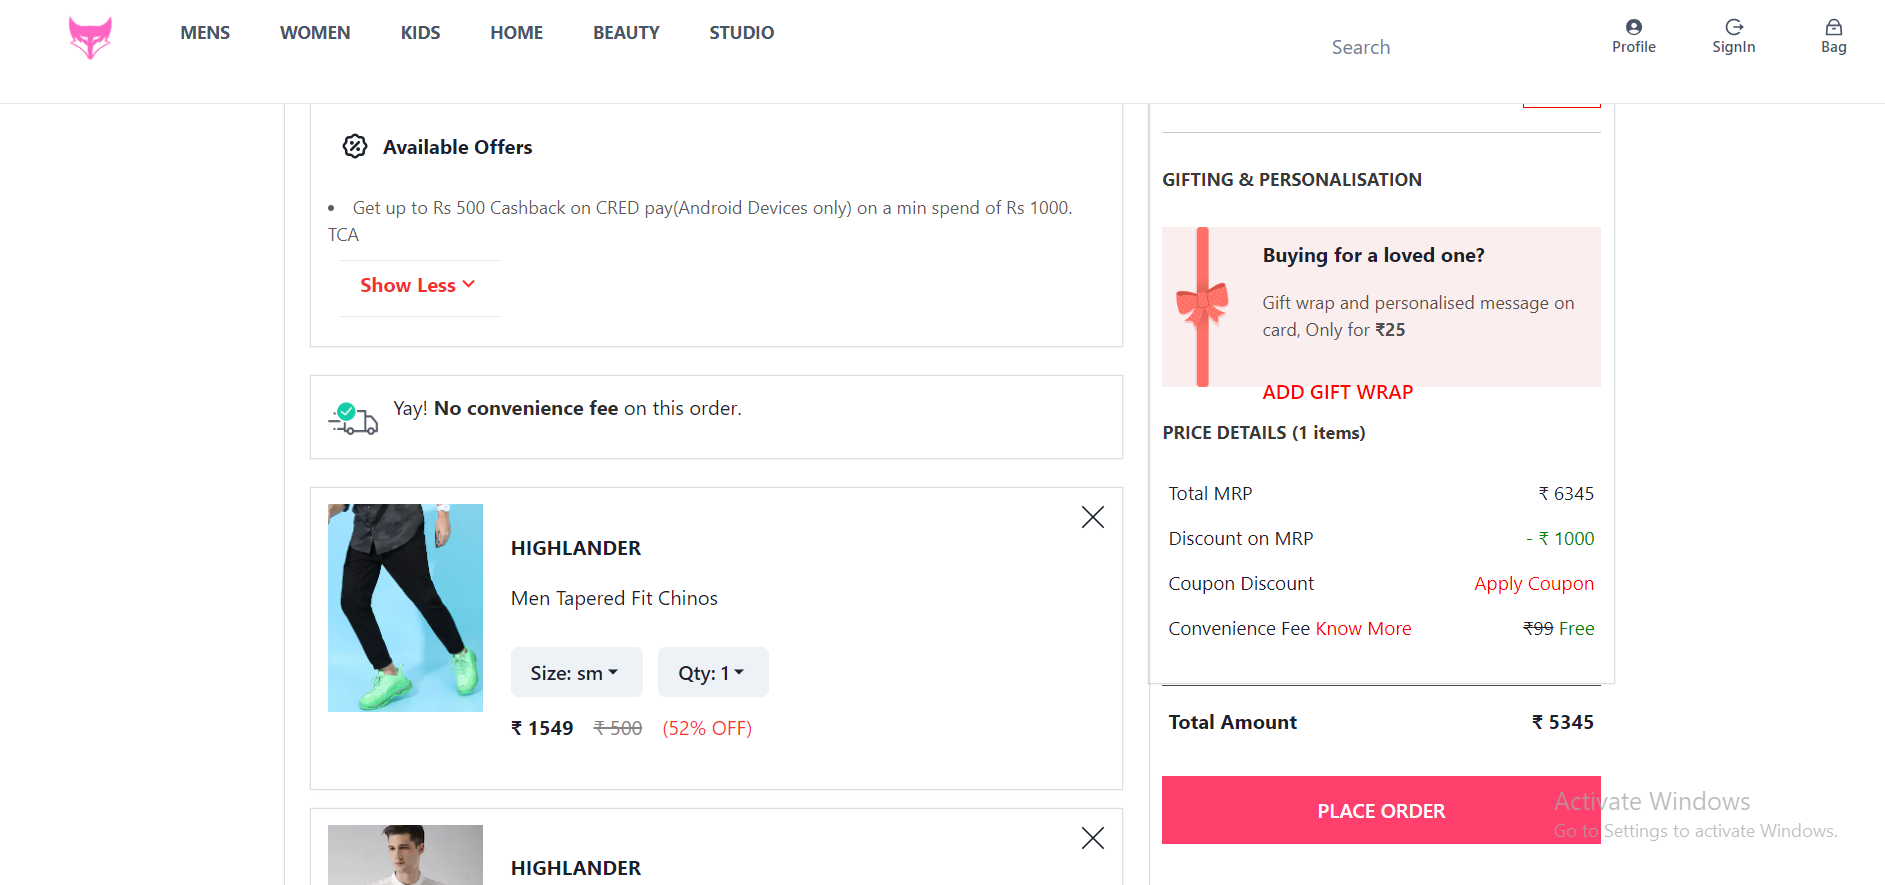 MENS WOMEN KIDS HOME BEAUTY STUDIO Search Profile SignIn Bag
Available Offers
Get up to Rs 500 Cashback on CRED pay(Android Devices only) on a min spend of Rs 1000.
TCA
Show Less
Yay! No convenience fee on this order.
HIGHLANDER
Men Tapered Fit Chinos
Size: sm Qty: 1
₹ 1549 ₹ 500 (52% OFF)
HIGHLANDER
GIFTING & PERSONALISATION
Buying for a loved one?
Gift wrap and personalised message on
card, Only for ₹25
ADD GIFT WRAP
PRICE DETAILS (1 items)
Total MRP ₹ 6345
Discount on MRP - ₹ 1000
Coupon Discount Apply Coupon
Convenience Fee Know More ₹99 Free
Total Amount ₹ 5345
PLACE ORDER
Activate Windows
Go to Settings to activate Windows.